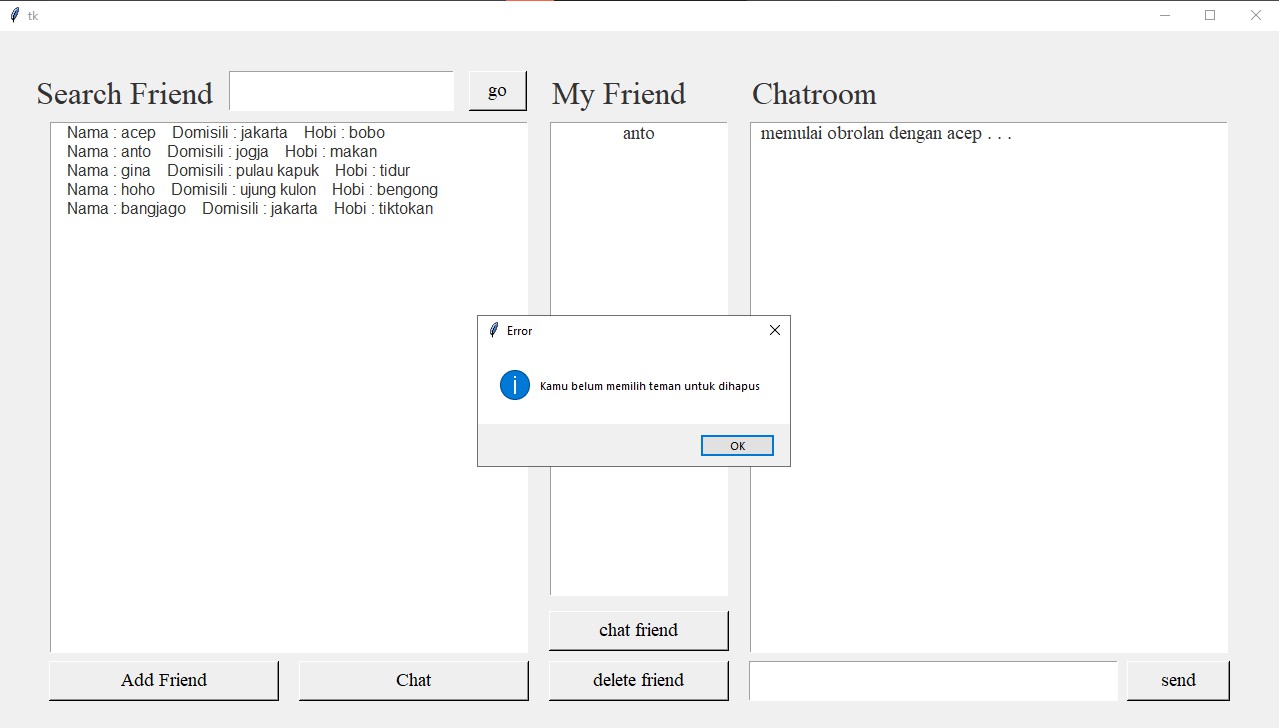 tk
Search Friend
go
My Friend
Chatroom
Nama : acep    Domisili : jakarta    Hobi : bobo
Nama : anto    Domisili : jogja    Hobi : makan
Nama : gina    Domisili : pulau kapuk    Hobi : tidur
Nama : hoho    Domisili : ujung kulon    Hobi : bengong
Nama : bangjago    Domisili : jakarta    Hobi : tiktokan
anto
memulai obrolan dengan acep . . .
Error
Kamu belum memilih teman untuk dihapus
OK
chat friend
Add Friend
Chat
delete friend
send